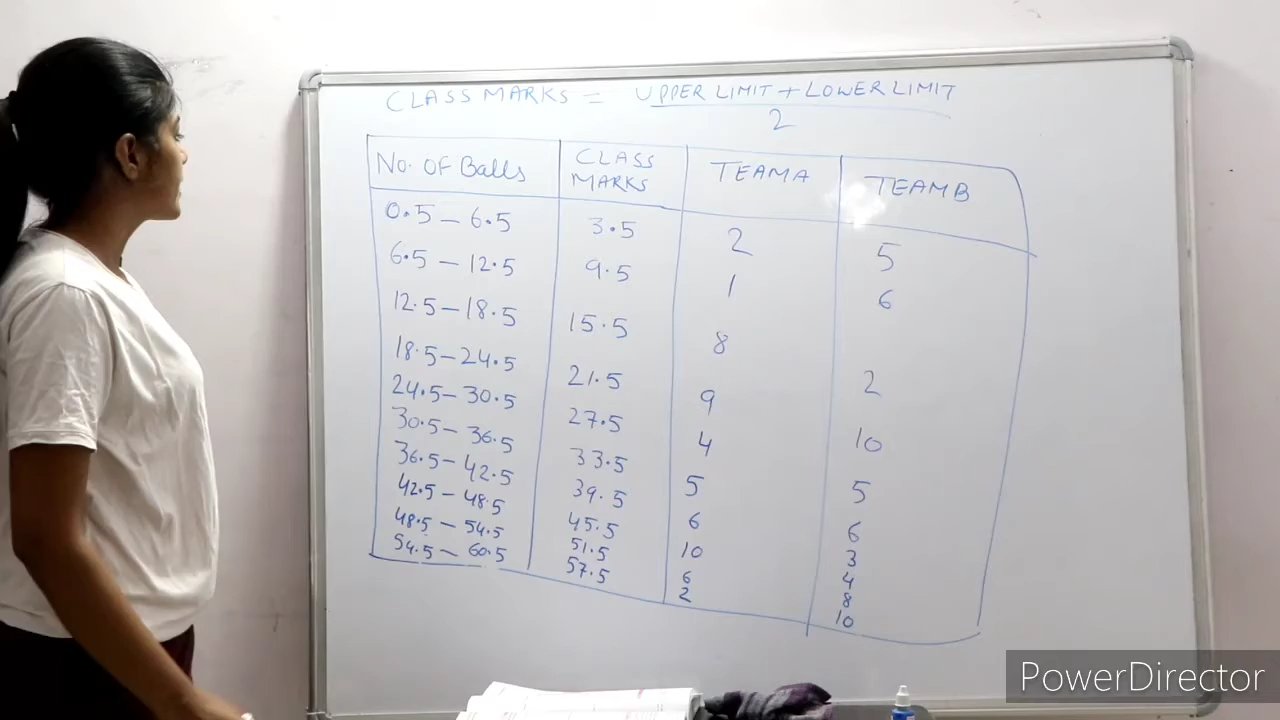 CLASS MARKS = UPPER LIMIT + LOWER LIMIT
2
No. OF Balls CLASS MARKS TEAM A TEAM B
0.5 – 6.5 3.5 2 5
6.5 – 12.5 9.5 1 6
12.5 – 18.5 15.5 8 2
18.5 – 24.5 21.5 9 10
24.5 – 30.5 27.5 4 5
30.5 – 36.5 33.5 5 6
36.5 – 42.5 39.5 6 3
42.5 – 48.5 45.5 10 4
48.5 – 54.5 51.5 6 8
54.5 – 60.5 57.5 2 10
PowerDirector